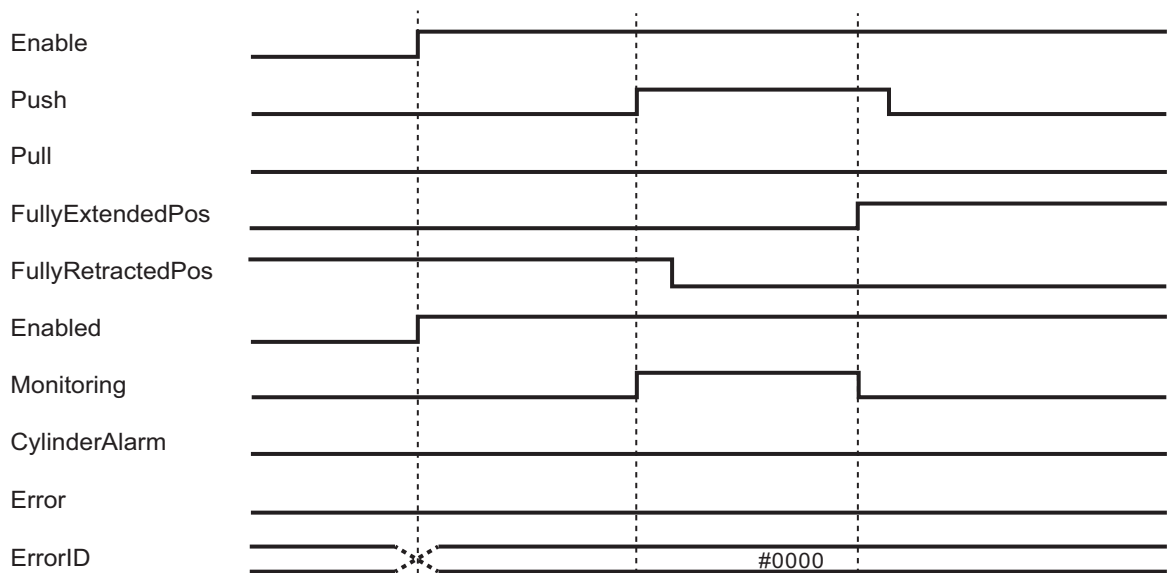 Enable
Push
Pull
FullyExtendedPos
FullyRetractedPos
Enabled
Monitoring
CylinderAlarm
Error
ErrorID
#0000